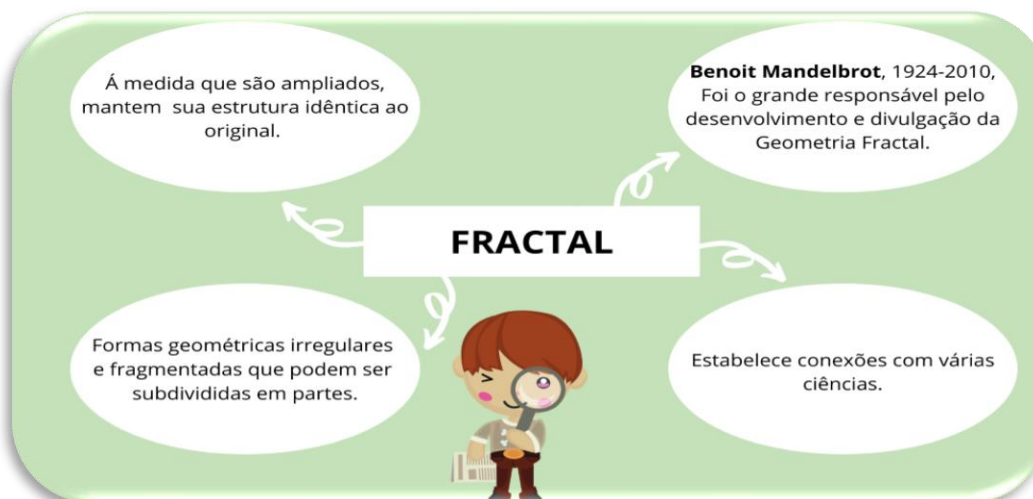 Á medida que são ampliados,
mantem sua estrutura idêntica ao
original.
Benoit Mandelbrot, 1924-2010,
Foi o grande responsável pelo
desenvolvimento e divulgação da
Geometria Fractal.
FRACTAL
Formas geométricas irregulares
e fragmentadas que podem ser
subdivididas em partes.
Estabelece conexões com várias
ciências.